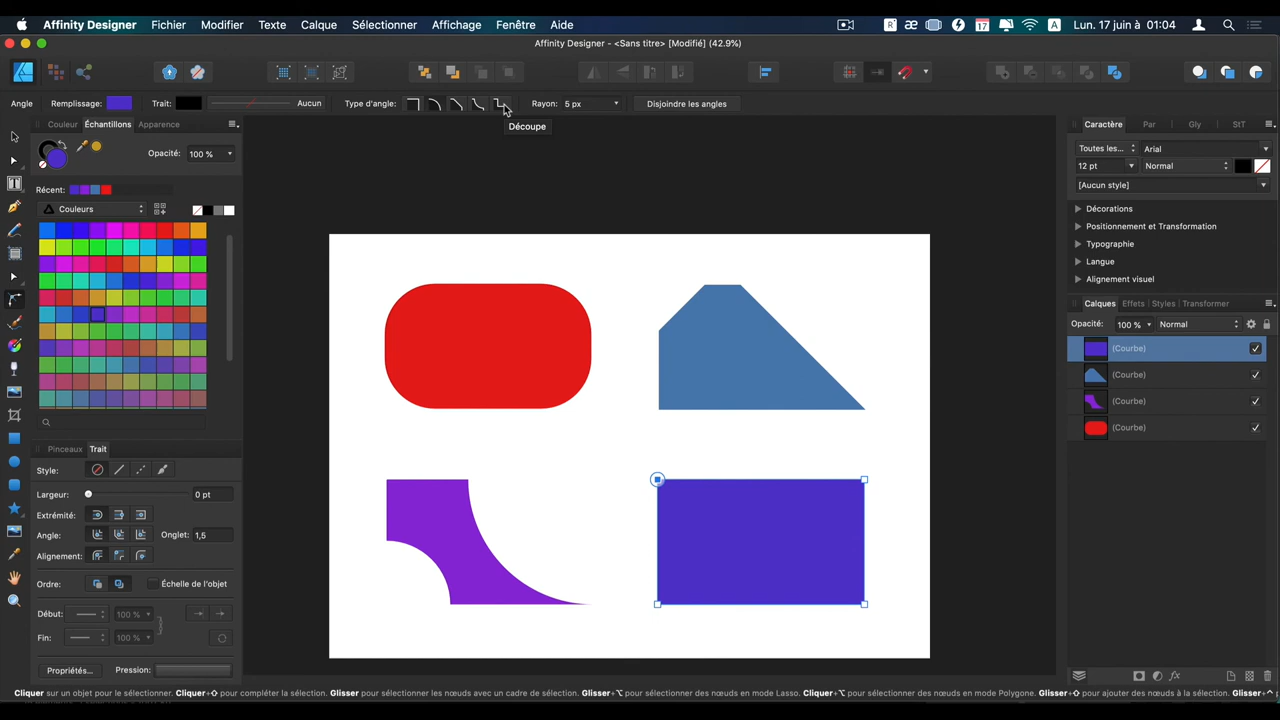 Affinity Designer Fichier Modifier Texte Calque Sélectionner Affichage Fenêtre Aide 17 A Lun. 17 juin à 01:04
Affinity Designer - <Sans titre> [Modifié] (42.9%)
Angle Remplissage: Trait: Aucun Type d'angle: Rayon: 5 px Disjoindre les angles
Découpe
Couleur Échantillons Apparence
Opacité: 100 %
Récent:
Couleurs
Pinceaux Trait
Style:
Largeur: 0 pt
Extrémité:
Angle: Onglet: 1,5
Alignement:
Ordre: Échelle de l'objet
Début: 100 %
Fin: 100 %
Propriétés... Pression:
Caractère Par Gly StT
Toutes les... Arial
12 pt Normal
[Aucun style]
Décorations
Positionnement et Transformation
Typographie
Langue
Alignement visuel
Calques Effets Styles Transformer
Opacité: 100 % Normal
(Courbe)
(Courbe)
(Courbe)
(Courbe)
Cliquer sur un objet pour le sélectionner. Cliquer+⇧ pour compléter la sélection. Glisser pour sélectionner les nœuds avec un cadre de sélection. Glisser+⌥ pour sélectionner les nœuds en mode Lasso. Cliquer+⌥ pour sélectionner les nœuds en mode Polygone. Glisser+⇧ pour ajouter des nœuds à la sélection. Glisser+^